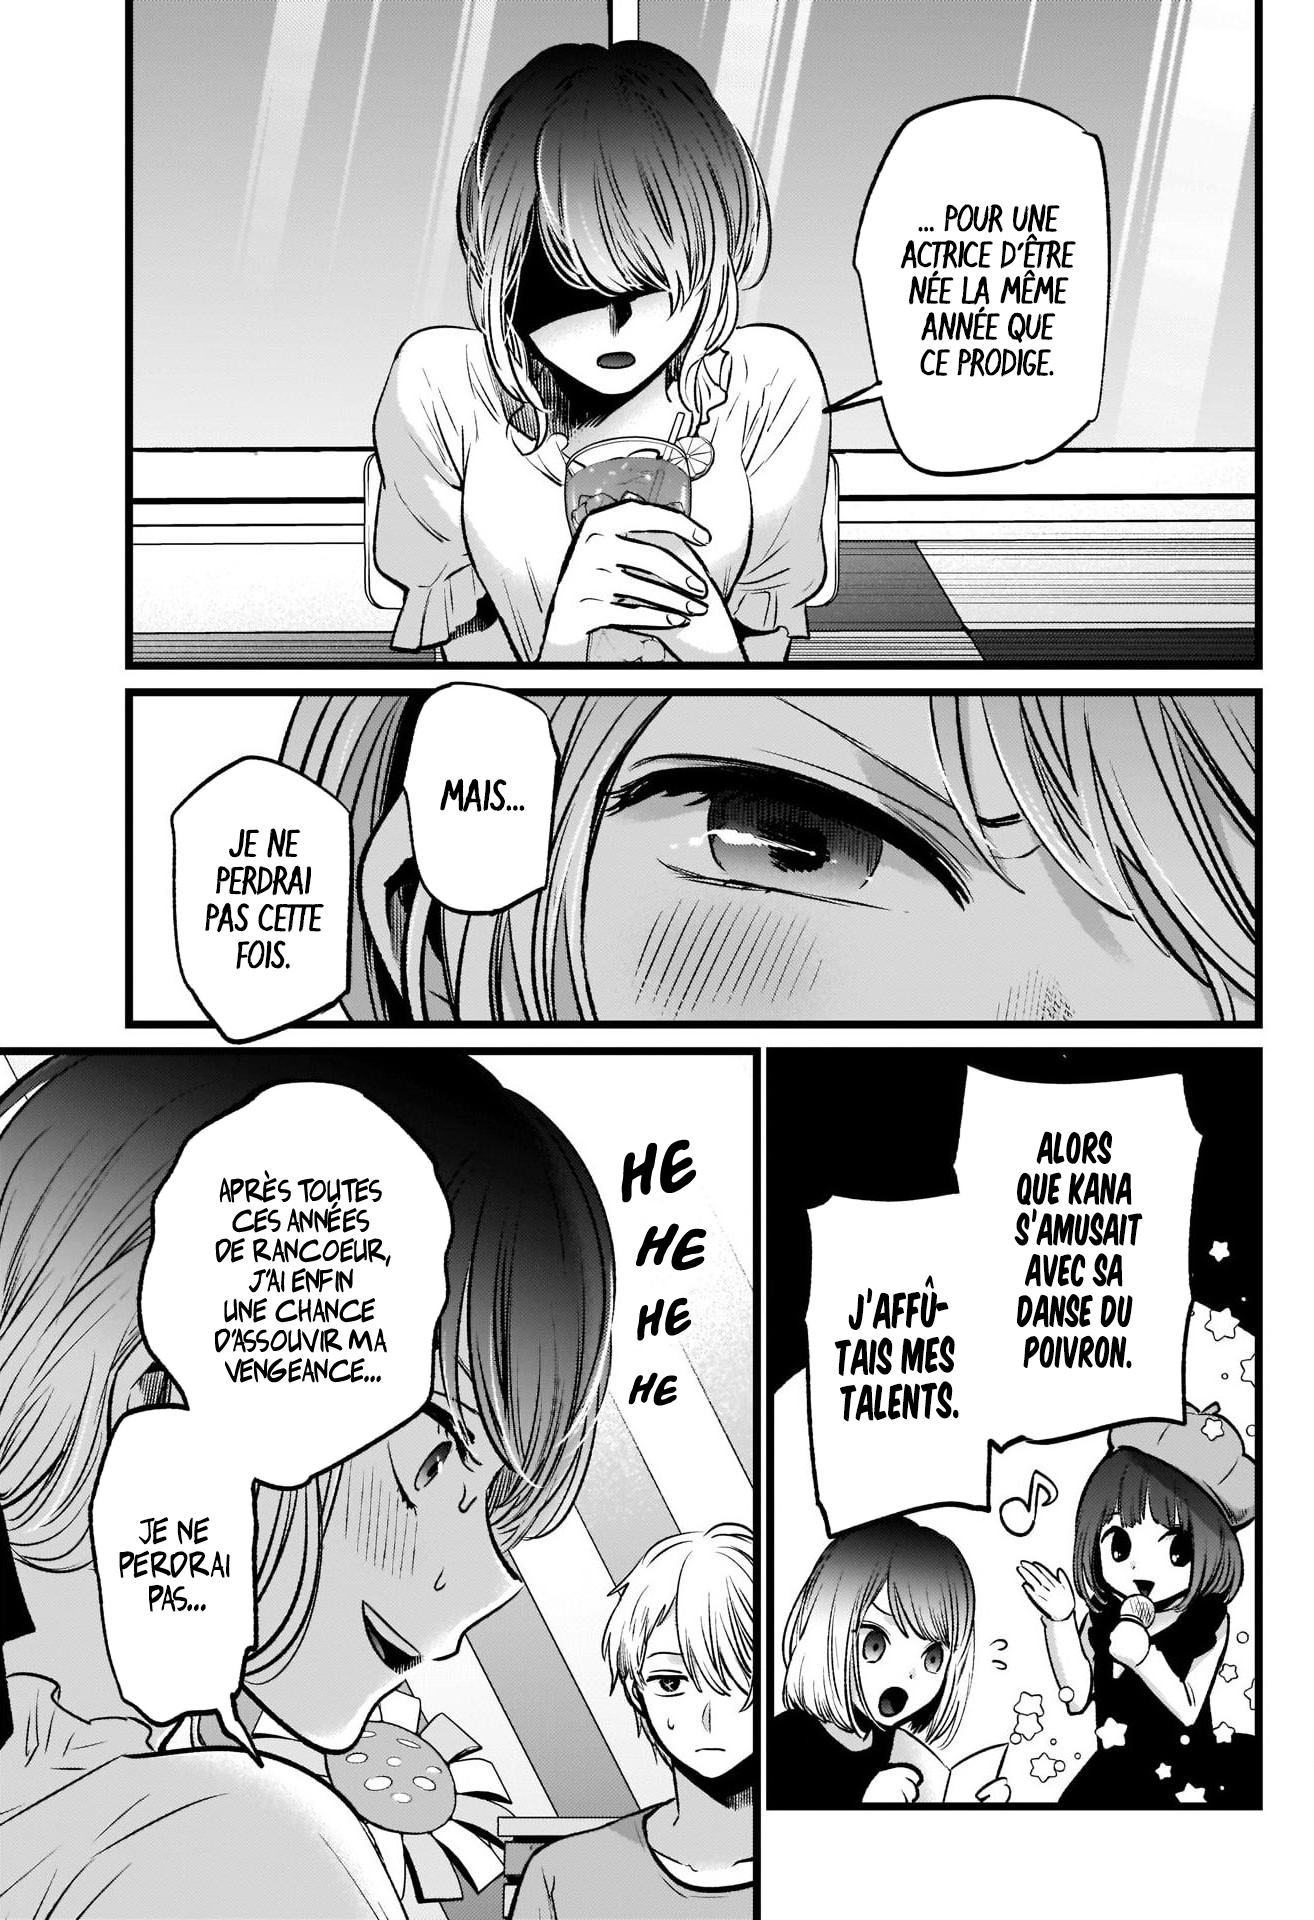 ... POUR UNE
ACTRICE D'ÊTRE
NÉE LA MÊME
ANNÉE QUE
CE PRODIGE.
MAIS...
JE NE
PERDRAI
PAS CETTE
FOIS.
ALORS
QUE KANA
S'AMUSAIT
AVEC SA
DANSE DU
POIVRON.
J'AFFÛ-
TAIS MES
TALENTS.
HE
HE
HE
HE
APRÈS TOUTES
CES ANNÉES
DE RANCOEUR,
J'AI ENFIN
UNE CHANCE
D'ASSOUVIR MA
VENGEANCE...
JE NE
PERDRAI
PAS...